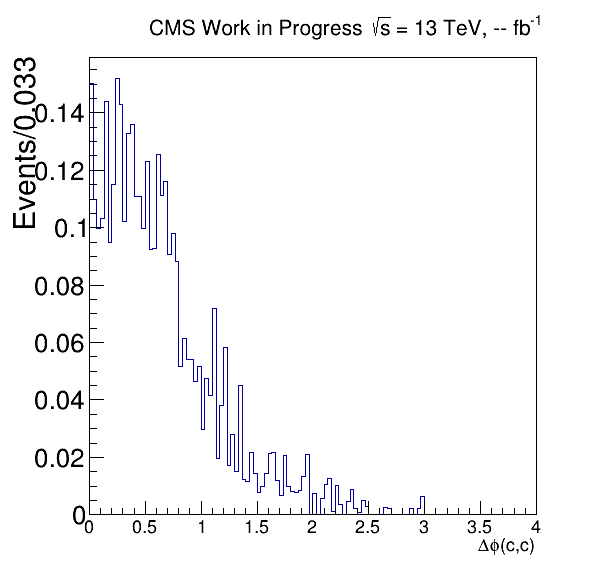 CMS Work in Progress √s = 13 TeV, -- fb⁻¹
Events/0.033
0.14
0.12
0.1
0.08
0.06
0.04
0.02
0
0 0.5 1 1.5 2 2.5 3 3.5 4
Δϕ(c,c)